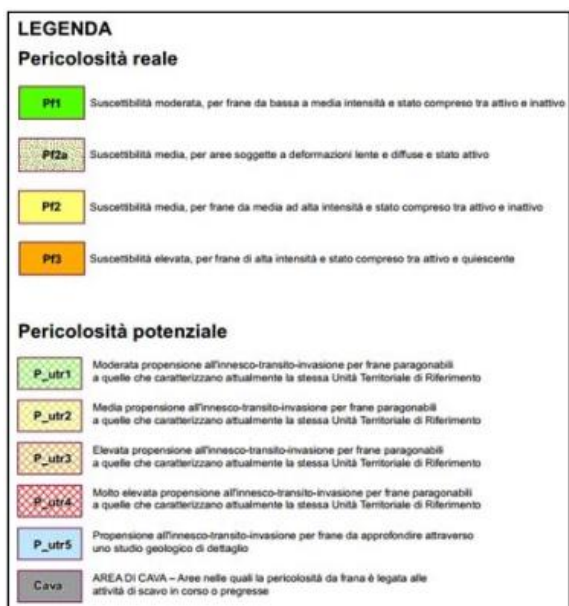 LEGENDA
Pericolosità reale
Pf1 Suscettibilità moderata, per frane da bassa a media intensità e stato compreso tra attivo e inattivo
Pf2a Suscettibilità media, per aree soggette a deformazioni lente e diffuse e stato attivo
Pf2 Suscettibilità media, per frane da media ad alta intensità e stato compreso tra attivo e inattivo
Pf3 Suscettibilità elevata, per frane di alta intensità e stato compreso tra attivo e quiescente
Pericolosità potenziale
P_utr1 Moderata propensione all'innesco-transito-invasione per frane paragonabili
a quelle che caratterizzano attualmente la stessa Unità Territoriale di Riferimento
P_utr2 Media propensione all'innesco-transito-invasione per frane paragonabili
a quelle che caratterizzano attualmente la stessa Unità Territoriale di Riferimento
P_utr3 Elevata propensione all'innesco-transito-invasione per frane paragonabili
a quelle che caratterizzano attualmente la stessa Unità Territoriale di Riferimento
P_utr4 Molto elevata propensione all'innesco-transito-invasione per frane paragonabili
a quelle che caratterizzano attualmente la stessa Unità Territoriale di Riferimento
P_utr5 Propensione all'innesco-transito-invasione per frane da approfondire attraverso
uno studio geologico di dettaglio
Cava AREA DI CAVA – Aree nelle quali la pericolosità da frana è legata alle
attività di scavo in corso o pregresse